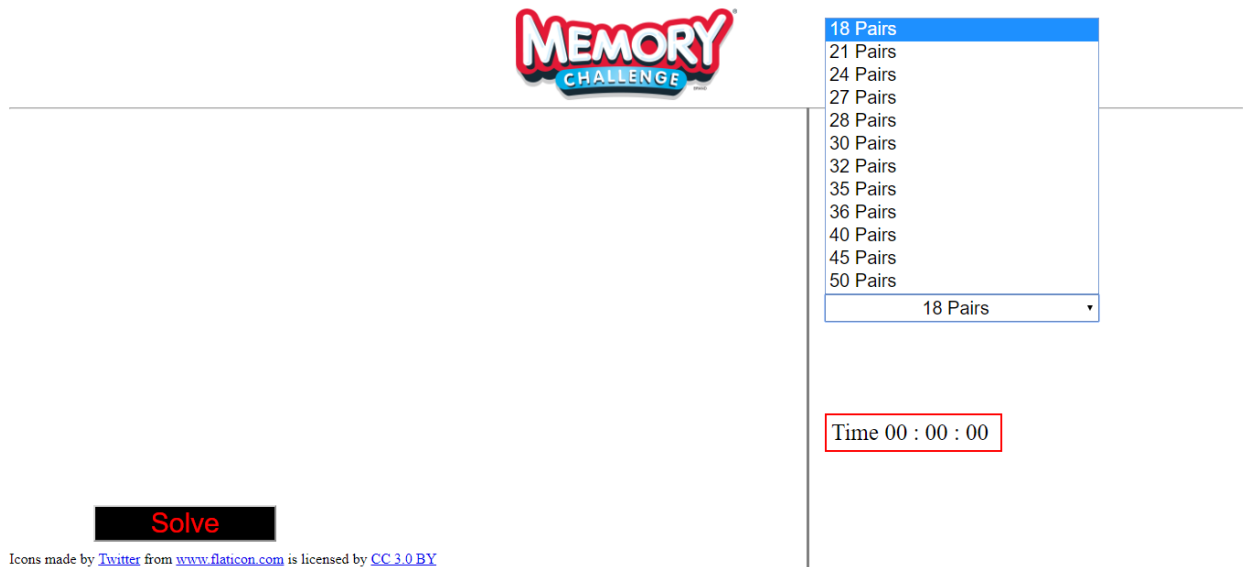 MEMORY
CHALLENGE
18 Pairs
21 Pairs
24 Pairs
27 Pairs
28 Pairs
30 Pairs
32 Pairs
35 Pairs
36 Pairs
40 Pairs
45 Pairs
50 Pairs
18 Pairs
Time 00 : 00 : 00
Solve
Icons made by Twitter from www.flaticon.com is licensed by CC 3.0 BY